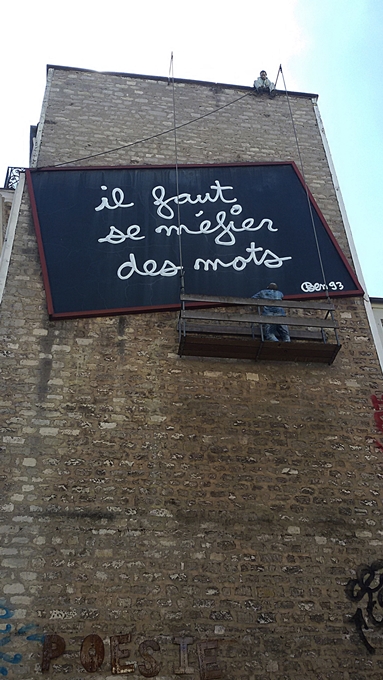 il faut
se méfier
des mots
Ben 93
POESIE